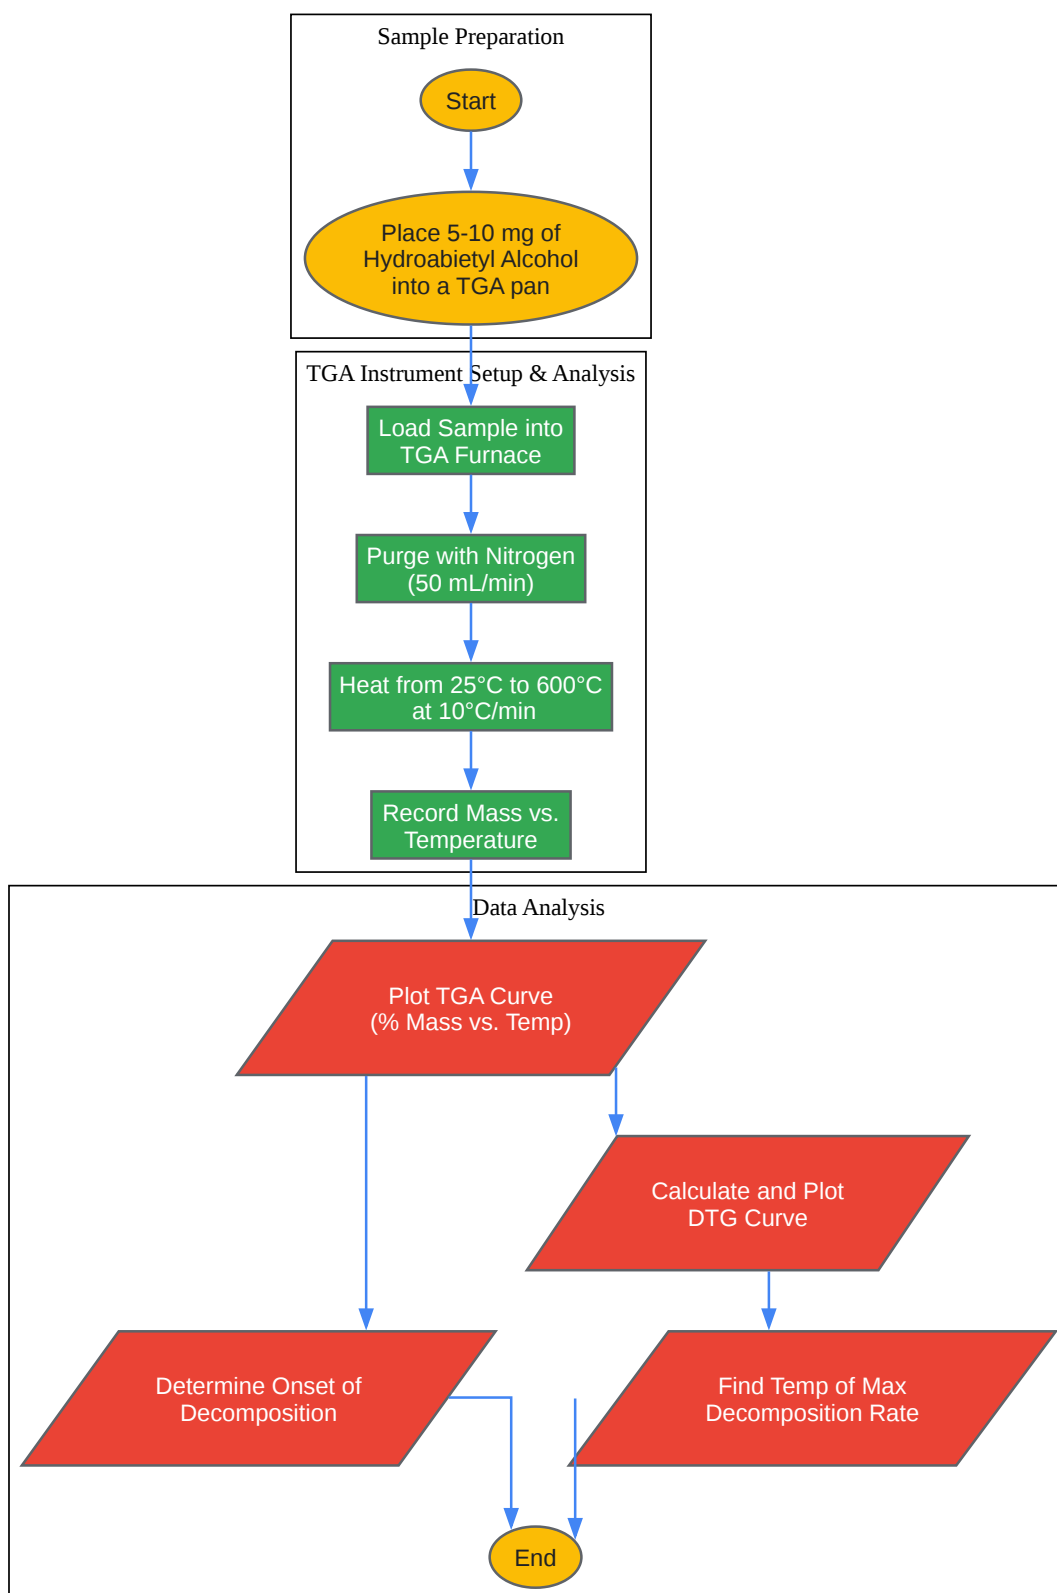 Sample Preparation
Start
Place 5-10 mg of
Hydroabietyl Alcohol
into a TGA pan
TGA Instrument Setup & Analysis
Load Sample into
TGA Furnace
Purge with Nitrogen
(50 mL/min)
Heat from 25°C to 600°C
at 10°C/min
Record Mass vs.
Temperature
Data Analysis
Plot TGA Curve
(% Mass vs. Temp)
Calculate and Plot
DTG Curve
Determine Onset of
Decomposition
Find Temp of Max
Decomposition Rate
End